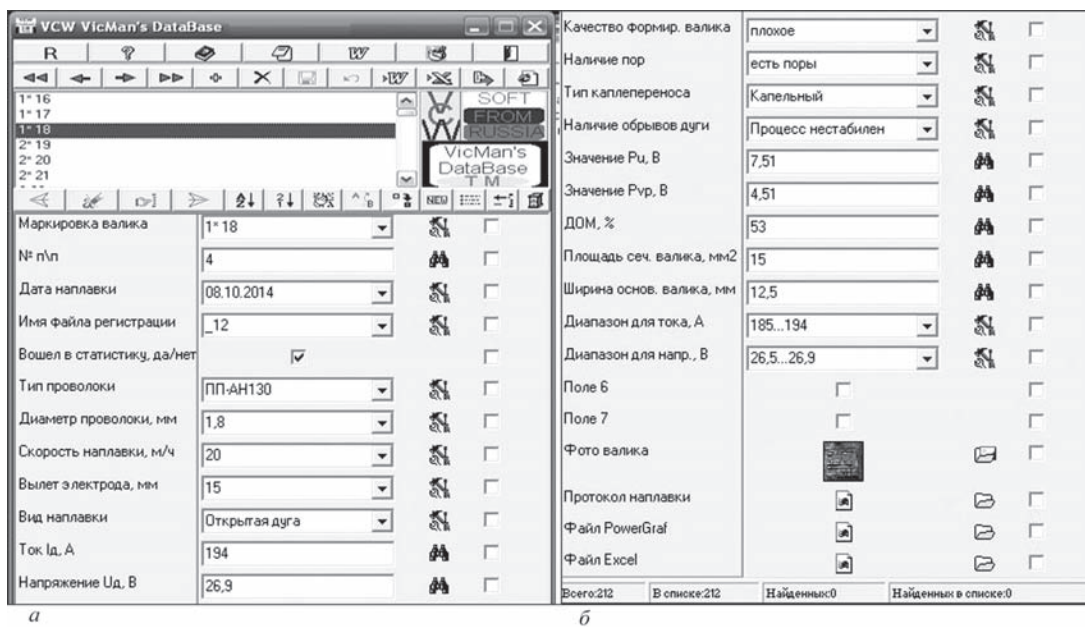 VCW VicMan's DataBase
R
1" 16
1" 17
1" 18
2" 19
2" 20
2" 21
SOFT
FROM
RUSSIA
VicMan's
DataBase
T M
NEW
Маркировка валика 1" 18
№ п\п 4
Дата наплавки 08.10.2014
Имя файла регистрации _12
Вошел в статистику, да/нет
Тип проволоки ПП-АН130
Диаметр проволоки, мм 1,8
Скорость наплавки, м/ч 20
Вылет электрода, мм 15
Вид наплавки Открытая дуга
Ток Iд, А 194
Напряжение Uд, В 26,9
а
Качество формир. валика плохое
Наличие пор есть поры
Тип каплепереноса Капельный
Наличие обрывов дуги Процесс нестабилен
Значение Pu, В 7,51
Значение Pvp, В 4,51
ДОМ, % 53
Площадь сеч. валика, мм2 15
Ширина основ. валика, мм 12,5
Диапазон для тока, А 185...194
Диапазон для напр., В 26,5...26,9
Поле 6
Поле 7
Фото валика
Протокол наплавки
Файл PowerGraf
Файл Excel
Всего:212 В списке:212 Найденных:0 Найденных в списке:0
б